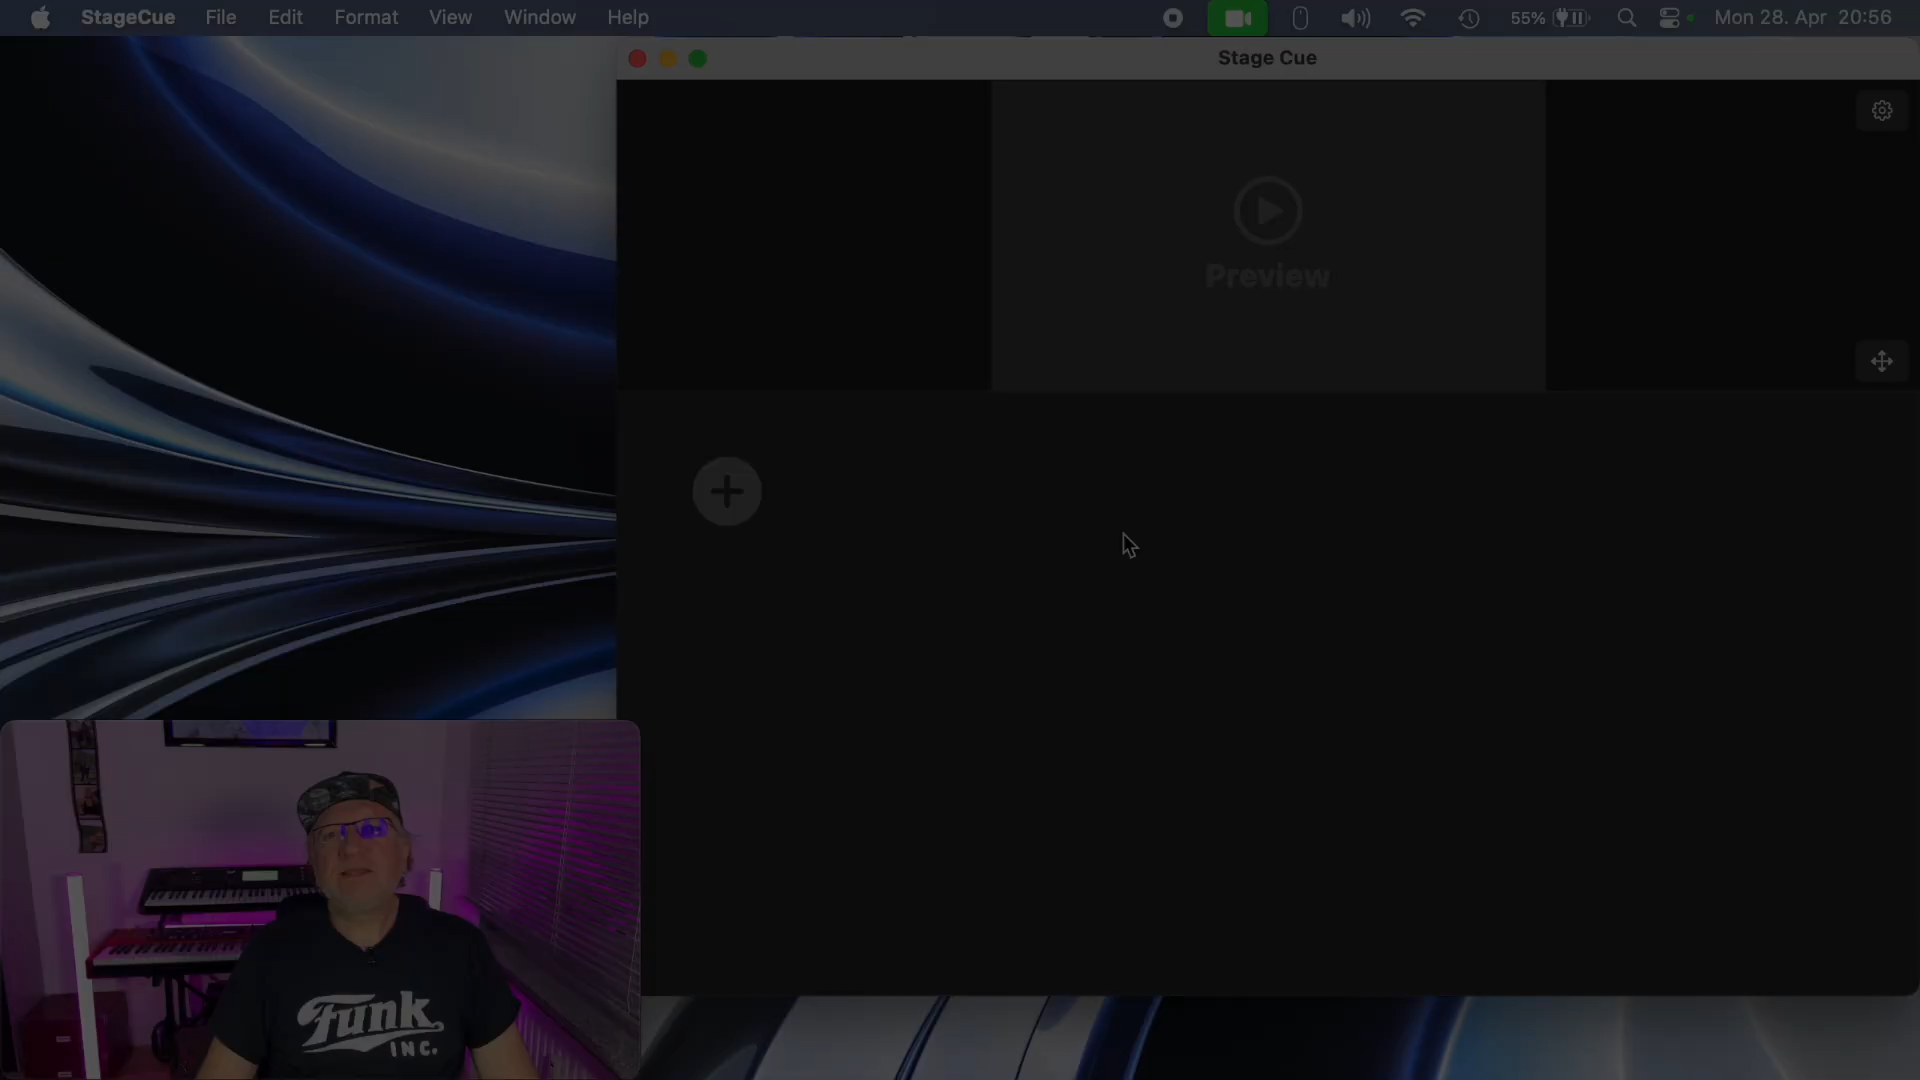 StageCue File Edit Format View Window Help 55% Mon 28. Apr 20:56
Stage Cue
Preview
Funk
INC.